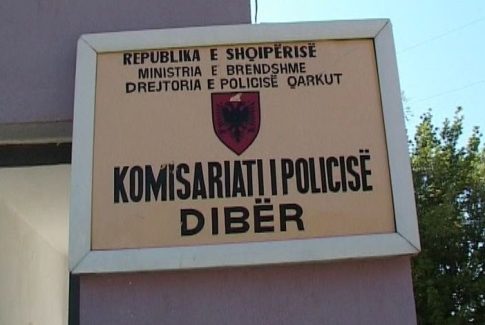 REPUBLIKA E SHQIPËRISË
MINISTRIA E BRENDSHME
DREJTORIA E POLICISË QARKUT
KOMISARIATI I POLICISË
DIBËR